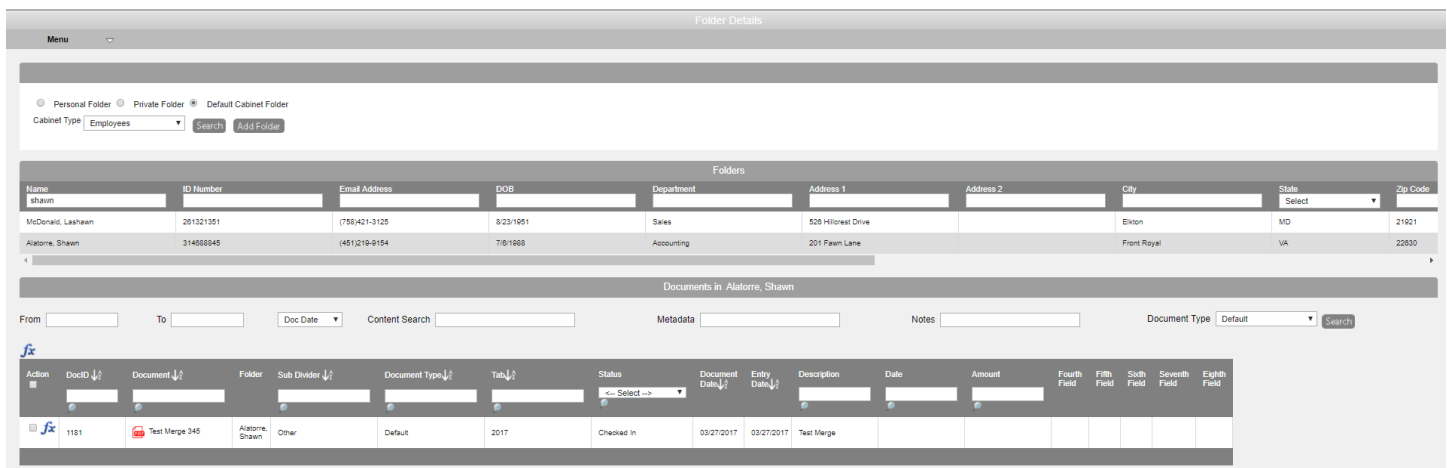 Folder Details
Menu
Personal Folder Private Folder Default Cabinet Folder
Cabinet Type Employees Search Add Folder
Folders
Name ID Number Email Address DOB Department Address 1 Address 2 City State Zip Code
shawn Select
McDonald, Lashawn 261321351 (758)421-3125 8/23/1951 Sales 526 Hillcrest Drive Elkton MD 21921
Alatorre, Shawn 314688845 (451)219-9154 7/6/1988 Accounting 201 Fawn Lane Front Royal VA 22630
Documents in Alatorre, Shawn
From To Doc Date Content Search Metadata Notes Document Type Default Search
fx
Action DocID Document Folder Sub Divider Document Type Tab Status Document Date Entry Date Description Date Amount Fourth Field Fifth Field Sixth Field Seventh Field Eighth Field
<-- Select -->
fx 1181 Test Merge 345 Alatorre, Shawn Other Default 2017 Checked In 03/27/2017 03/27/2017 Test Merge